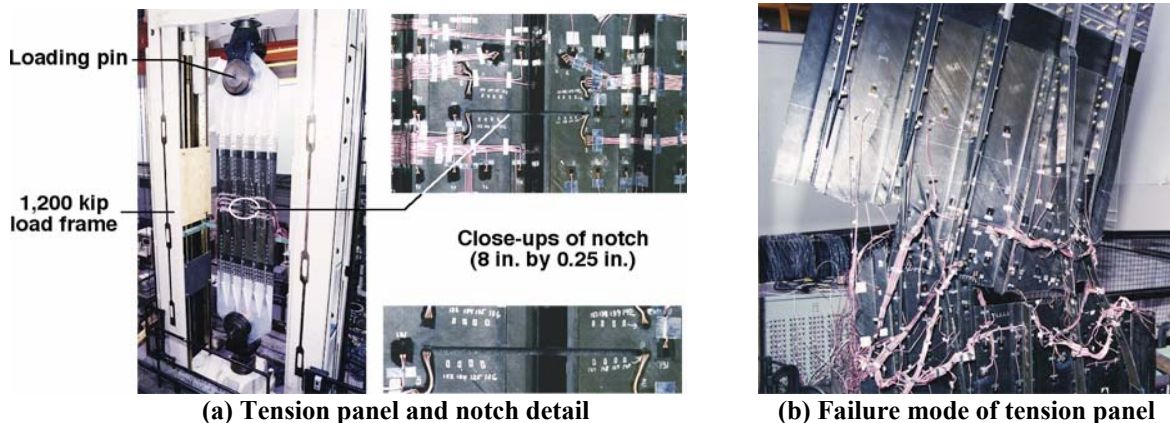 Loading pin
1,200 kip
load frame
Close-ups of notch
(8 in. by 0.25 in.)
(a) Tension panel and notch detail
(b) Failure mode of tension panel